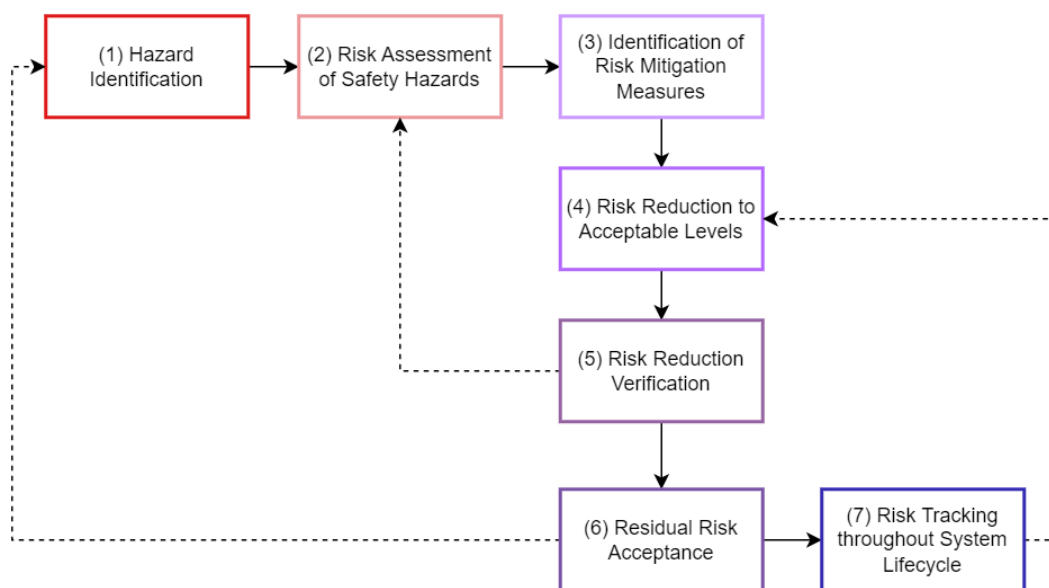 (1) Hazard
Identification
(2) Risk Assessment
of Safety Hazards
(3) Identification of
Risk Mitigation
Measures
(4) Risk Reduction to
Acceptable Levels
(5) Risk Reduction
Verification
(6) Residual Risk
Acceptance
(7) Risk Tracking
throughout System
Lifecycle